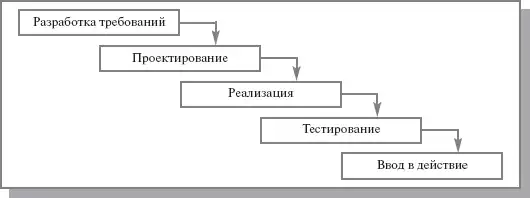 Разработка требований
Проектирование
Реализация
Тестирование
Ввод в действие